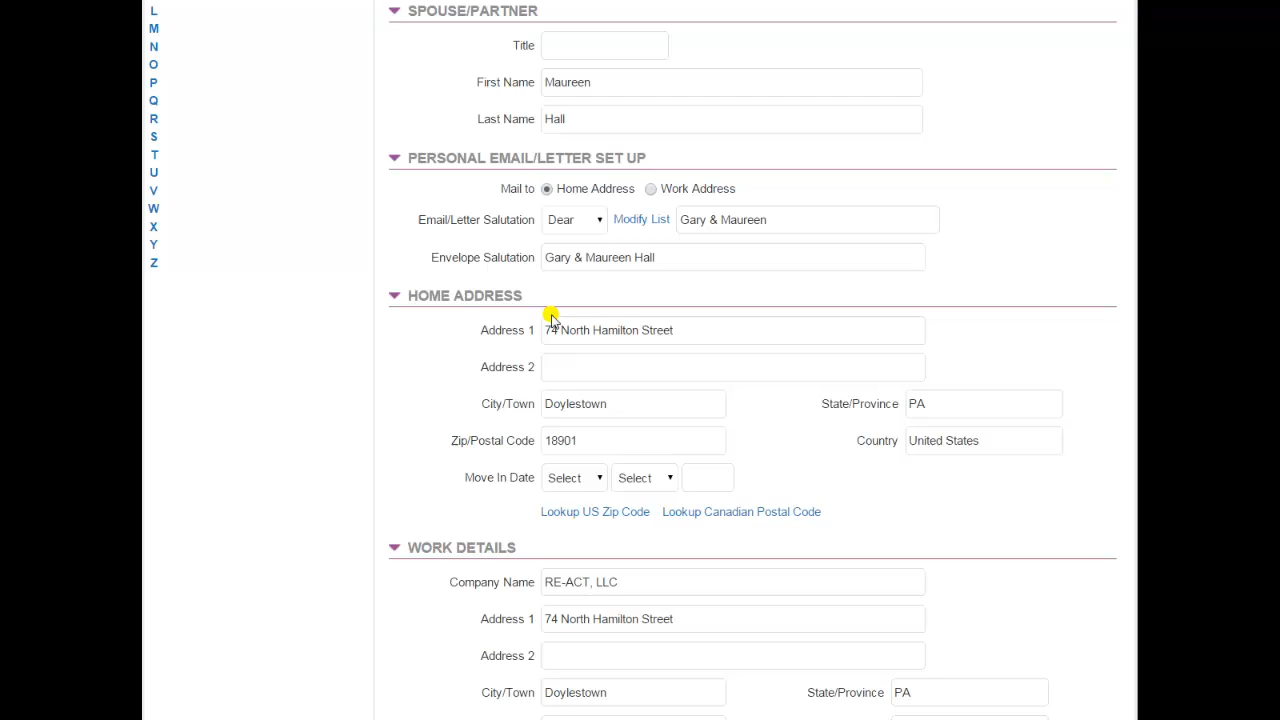 L
M
N
O
P
Q
R
S
T
U
V
W
X
Y
Z
SPOUSE/PARTNER
Title
First Name Maureen
Last Name Hall
PERSONAL EMAIL/LETTER SET UP
Mail to Home Address Work Address
Email/Letter Salutation Dear Modify List Gary & Maureen
Envelope Salutation Gary & Maureen Hall
HOME ADDRESS
Address 1 74 North Hamilton Street
Address 2
City/Town Doylestown State/Province PA
Zip/Postal Code 18901 Country United States
Move In Date Select Select
Lookup US Zip Code Lookup Canadian Postal Code
WORK DETAILS
Company Name RE-ACT, LLC
Address 1 74 North Hamilton Street
Address 2
City/Town Doylestown State/Province PA